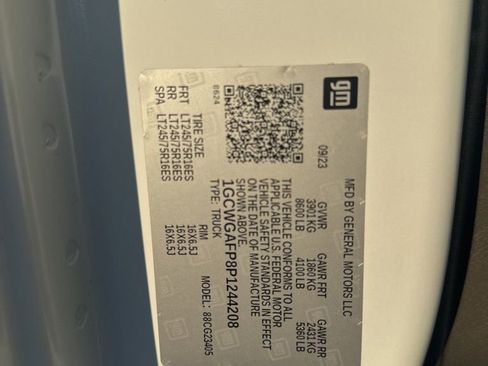 gm
MFD BY GENERAL MOTORS LLC
09/23 GVWR GAWR FRT GAWR RR
3901 KG 1860 KG 2431 KG
8600 LB 4100 LB 5360 LB
THIS VEHICLE CONFORMS TO ALL
APPLICABLE U.S. FEDERAL MOTOR
VEHICLE SAFETY STANDARDS IN EFFECT
ON THE DATE OF MANUFACTURE
SHOWN ABOVE.
1GCWGAFP8P1244208
TYPE: TRUCK MODEL: 88CG23405
8624
TIRE SIZE RIM
FRT LT245/75R16ES 16X6.5J
RR LT245/75R16ES 16X6.5J
SPA LT245/75R16ES 16X6.5J